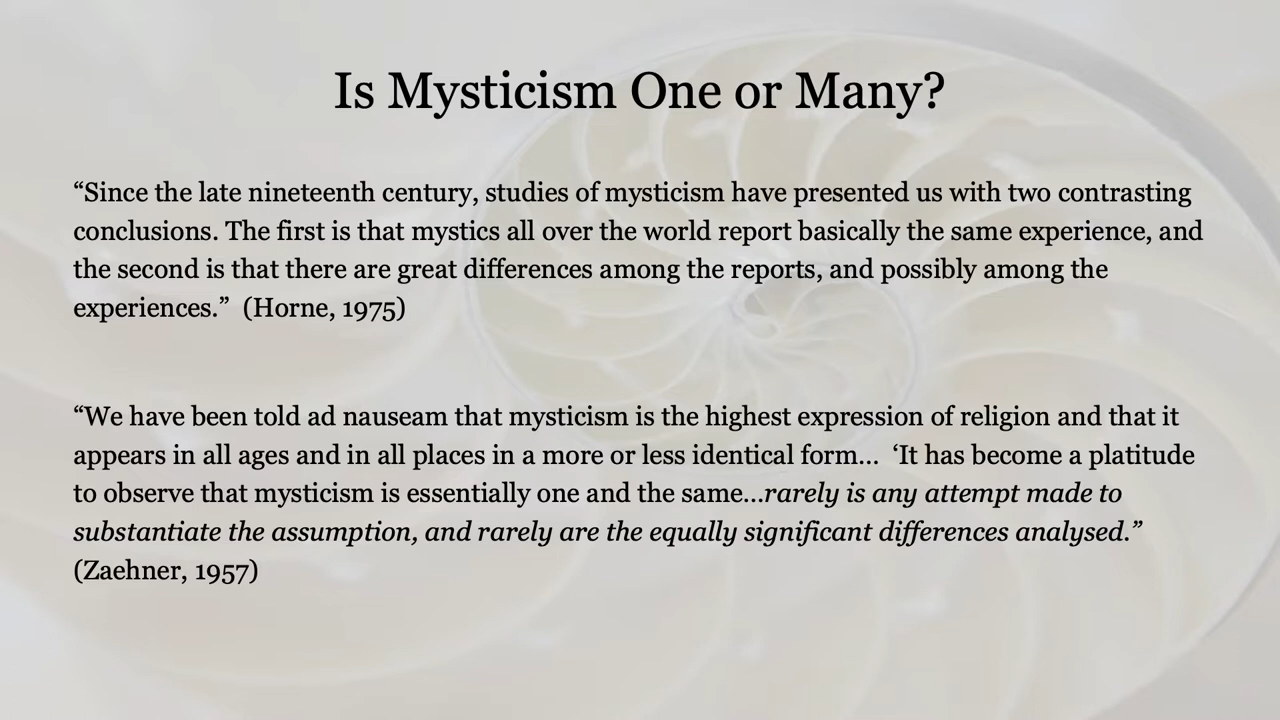 Is Mysticism One or Many?
“Since the late nineteenth century, studies of mysticism have presented us with two contrasting
conclusions. The first is that mystics all over the world report basically the same experience, and
the second is that there are great differences among the reports, and possibly among the
experiences.”  (Horne, 1975)
“We have been told ad nauseam that mysticism is the highest expression of religion and that it
appears in all ages and in all places in a more or less identical form...  ‘It has become a platitude
to observe that mysticism is essentially one and the same...rarely is any attempt made to
substantiate the assumption, and rarely are the equally significant differences analysed.”
(Zaehner, 1957)